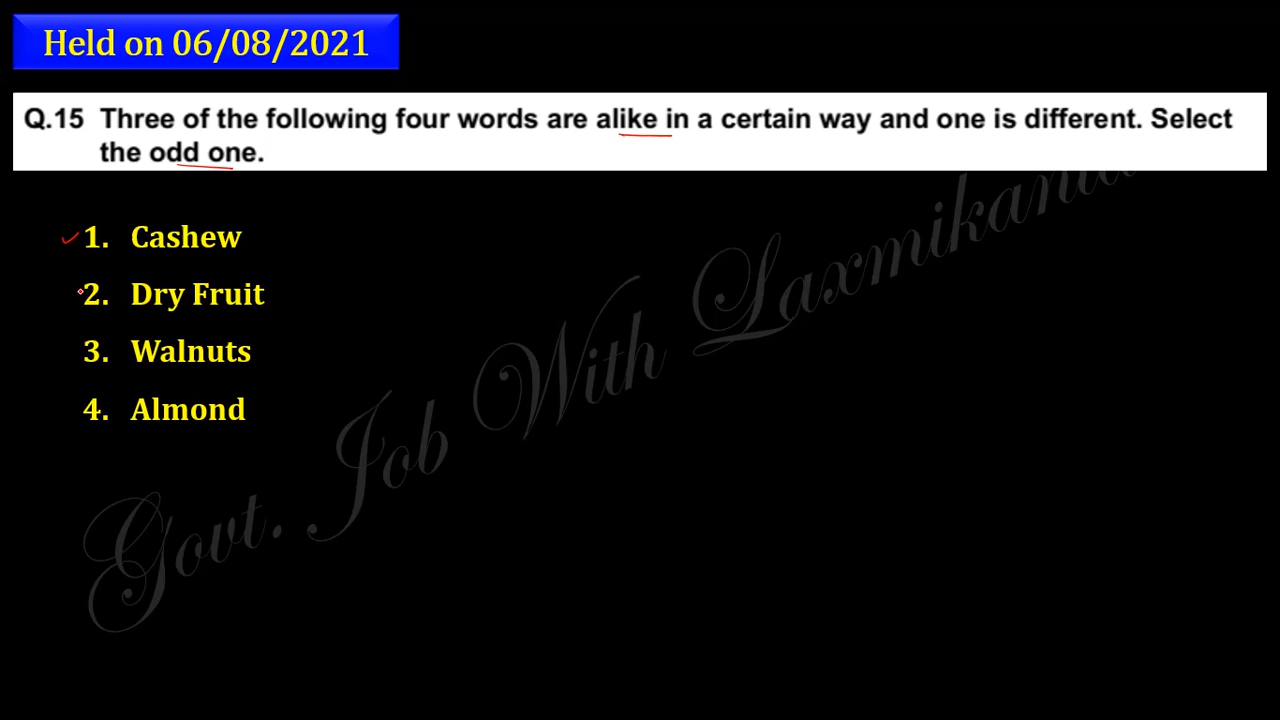 Held on 06/08/2021
Q.15 Three of the following four words are alike in a certain way and one is different. Select
the odd one.
1. Cashew
2. Dry Fruit
3. Walnuts
4. Almond
Govt. Job With